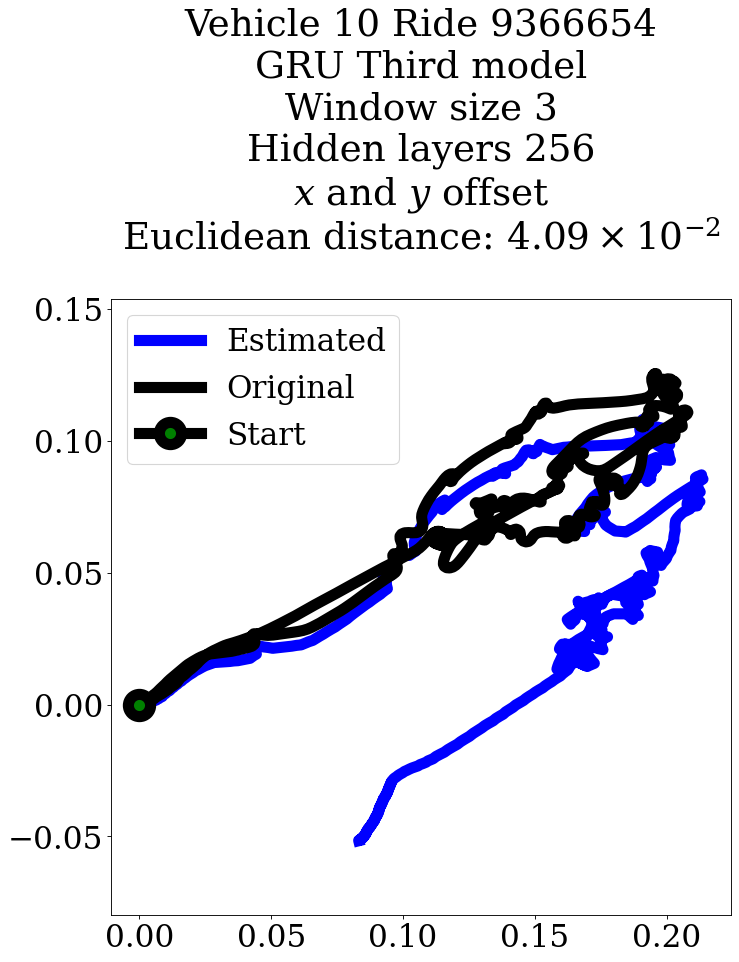 Vehicle 10 Ride 9366654
GRU Third model
Window size 3
Hidden layers 256
x and y offset
Euclidean distance: 4.09 × 10⁻²
0.15
0.10
0.05
0.00
−0.05
Estimated
Original
Start
0.00 0.05 0.10 0.15 0.20